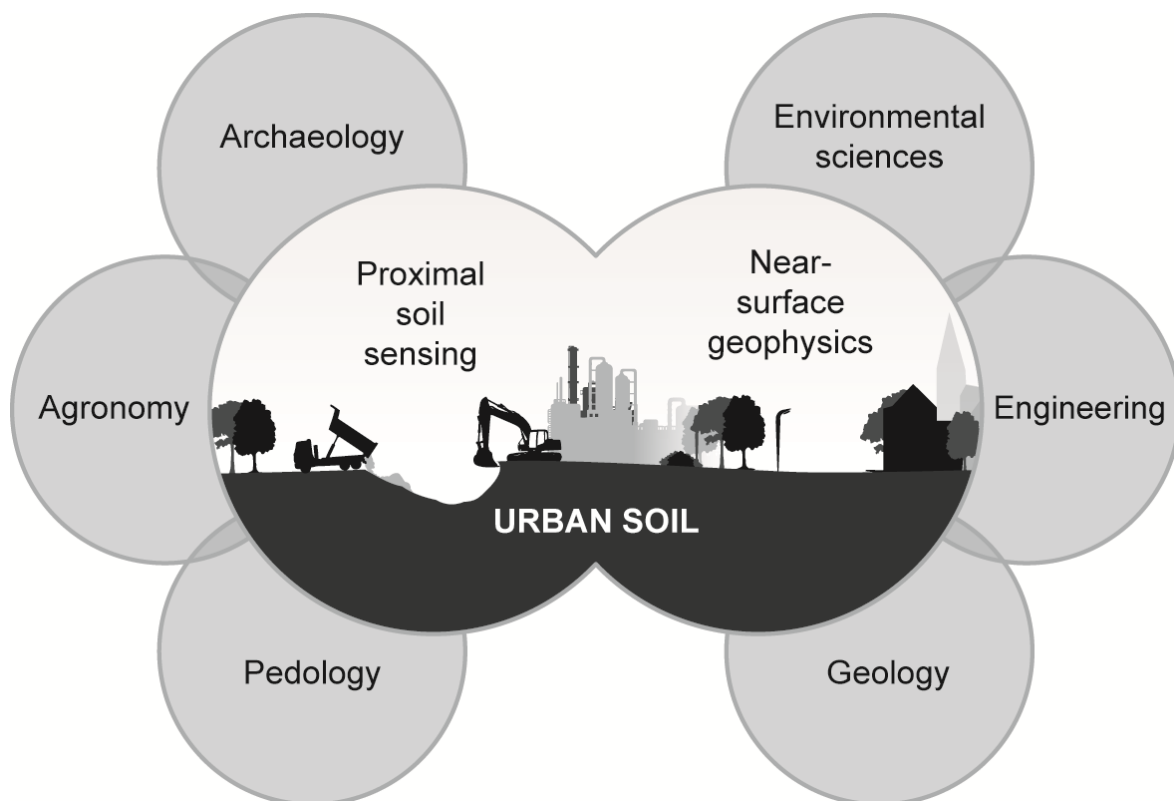 Archaeology
Environmental
sciences
Proximal
soil
sensing
Near-
surface
geophysics
Agronomy
Engineering
URBAN SOIL
Pedology
Geology